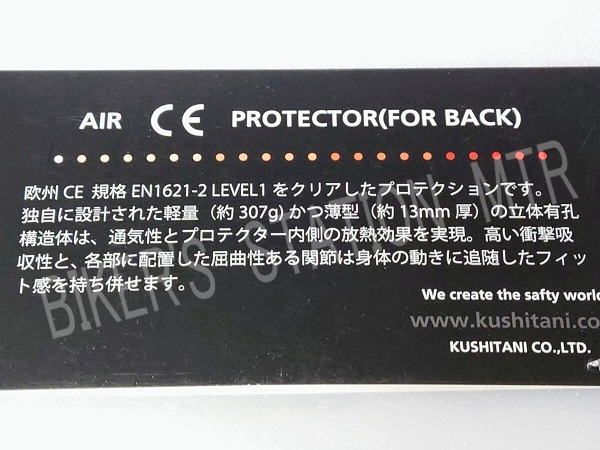 AIR CE PROTECTOR(FOR BACK)
欧州 CE 規格 EN1621-2 LEVEL1 をクリアしたプロテクションです。
独自に設計された軽量（約 307g) かつ薄型（約 13mm 厚）の立体有孔
構造体は、通気性とプロテクター内側の放熱効果を実現。高い衝撃吸
収性と、各部に配置した屈曲性ある関節は身体の動きに追随したフィッ
ト感を持ち併せます。
BIKERS STATION MTR
We create the safty world
www.kushitani.co
KUSHITANI CO.,LTD.